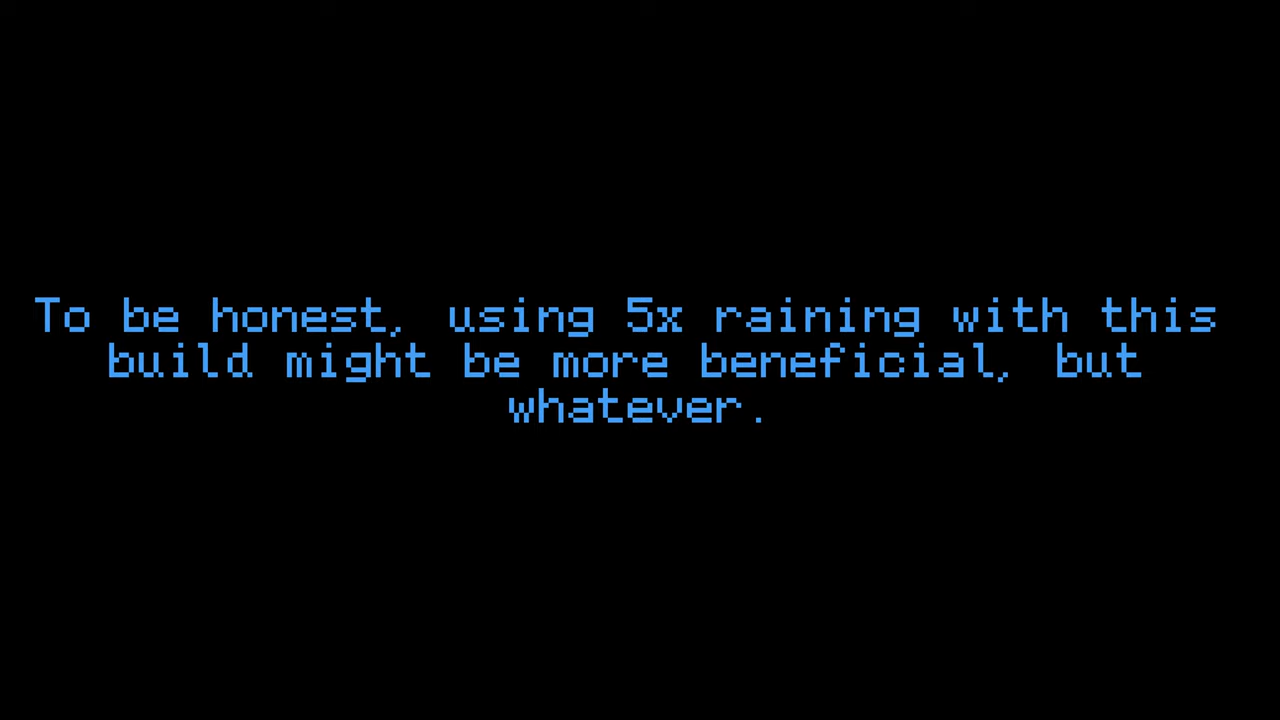 To be honest, using 5x raining with this
build might be more beneficial, but
whatever.